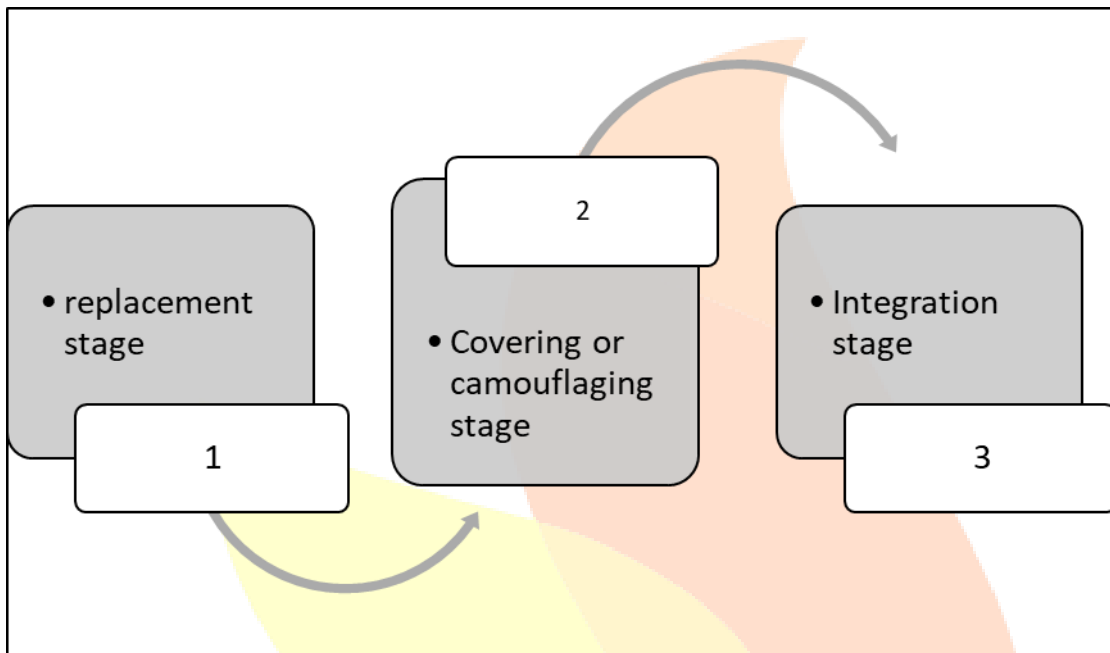 • replacement
stage
1
2
• Covering or
camouflaging
stage
• Integration
stage
3